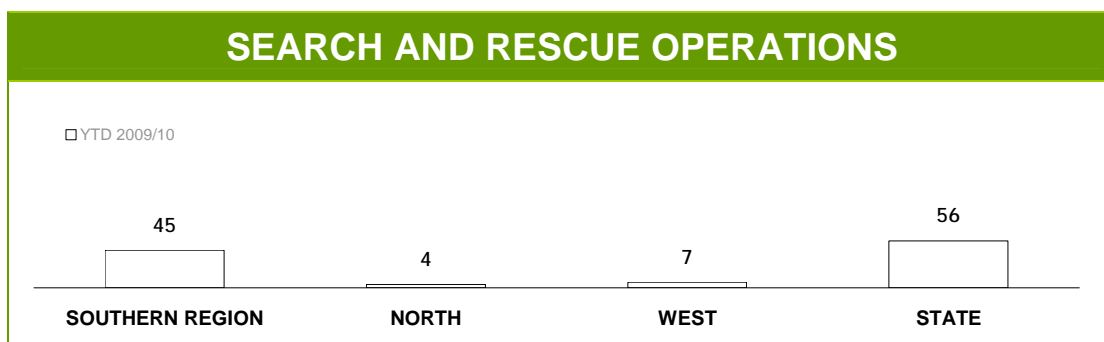 SEARCH AND RESCUE OPERATIONS
YTD 2009/10
45 4 7 56
SOUTHERN REGION NORTH WEST STATE